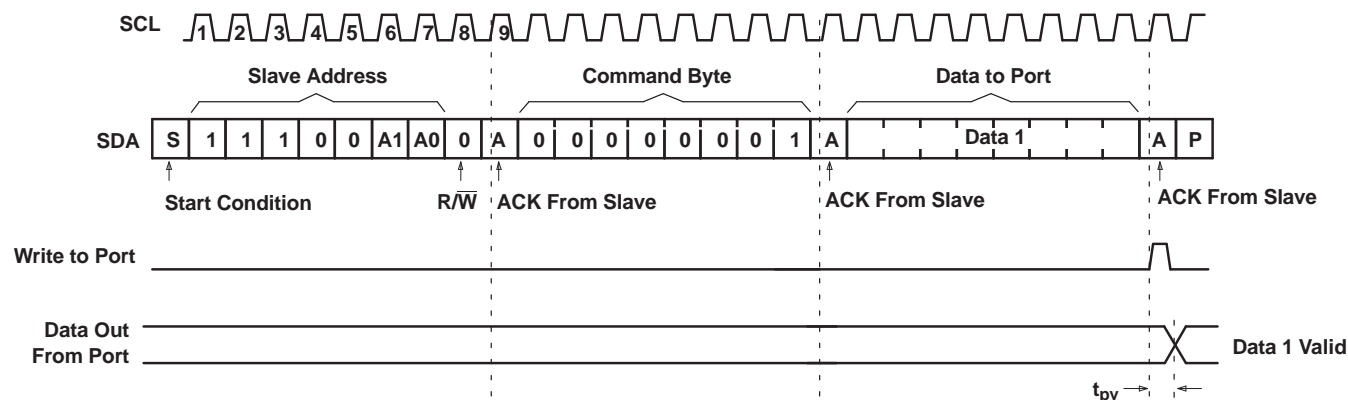 SCL 1 2 3 4 5 6 7 8 9
Slave Address Command Byte Data to Port
SDA S 1 1 1 0 0 A1 A0 0 A 0 0 0 0 0 0 0 1 A Data 1 A P
Start Condition R/W̅ ACK From Slave ACK From Slave ACK From Slave
Write to Port
Data Out
From Port
Data 1 Valid
tpv